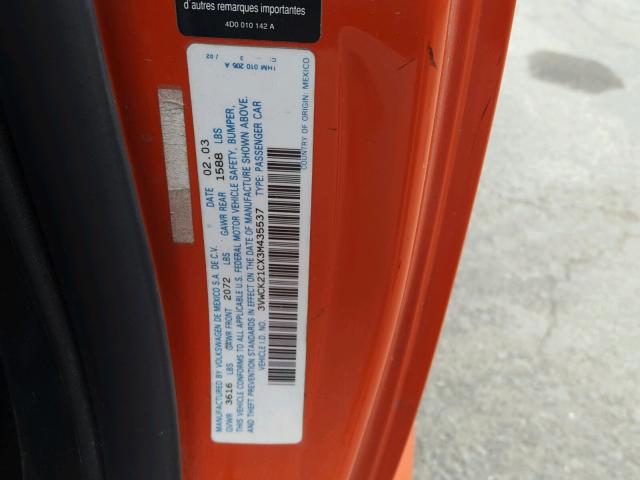 d'autres remarques importantes
4D0 010 142 A
1HM 010 205 A
/ 02
MANUFACTURED BY VOLKSWAGEN DE MEXICO S.A. DE C.V. DATE 02.03
GVWR 3616 LBS GAWR FRONT 2072 LBS GAWR REAR 1588 LBS
THIS VEHICLE CONFORMS TO ALL APPLICABLE U.S. FEDERAL MOTOR VEHICLE SAFETY, BUMPER,
AND THEFT PREVENTION STANDARDS IN EFFECT ON THE DATE OF MANUFACTURE SHOWN ABOVE.
VEHICLE I.D. NO. 3VWCK21CX3M435537 TYPE: PASSENGER CAR
COUNTRY OF ORIGIN: MEXICO